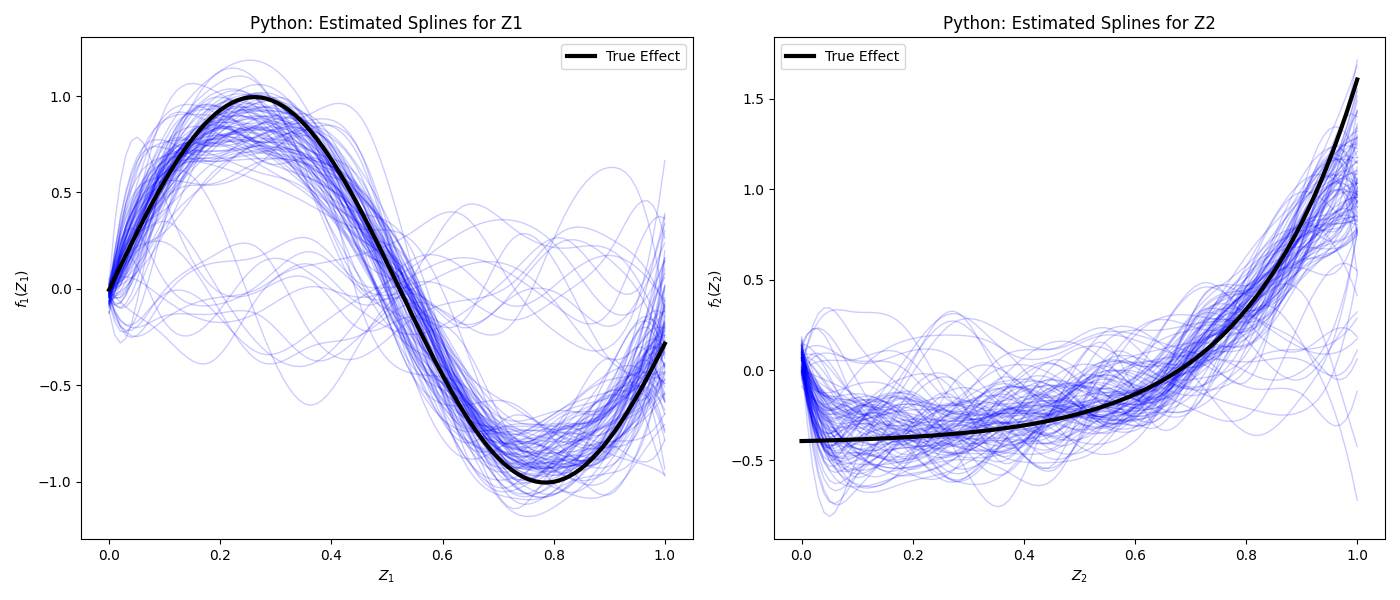 Python: Estimated Splines for Z1
True Effect
1.0
0.5
0.0
−0.5
−1.0
f₁(Z₁)
0.0 0.2 0.4 0.6 0.8 1.0
Z₁
Python: Estimated Splines for Z2
True Effect
1.5
1.0
0.5
0.0
−0.5
f₂(Z₂)
0.0 0.2 0.4 0.6 0.8 1.0
Z₂